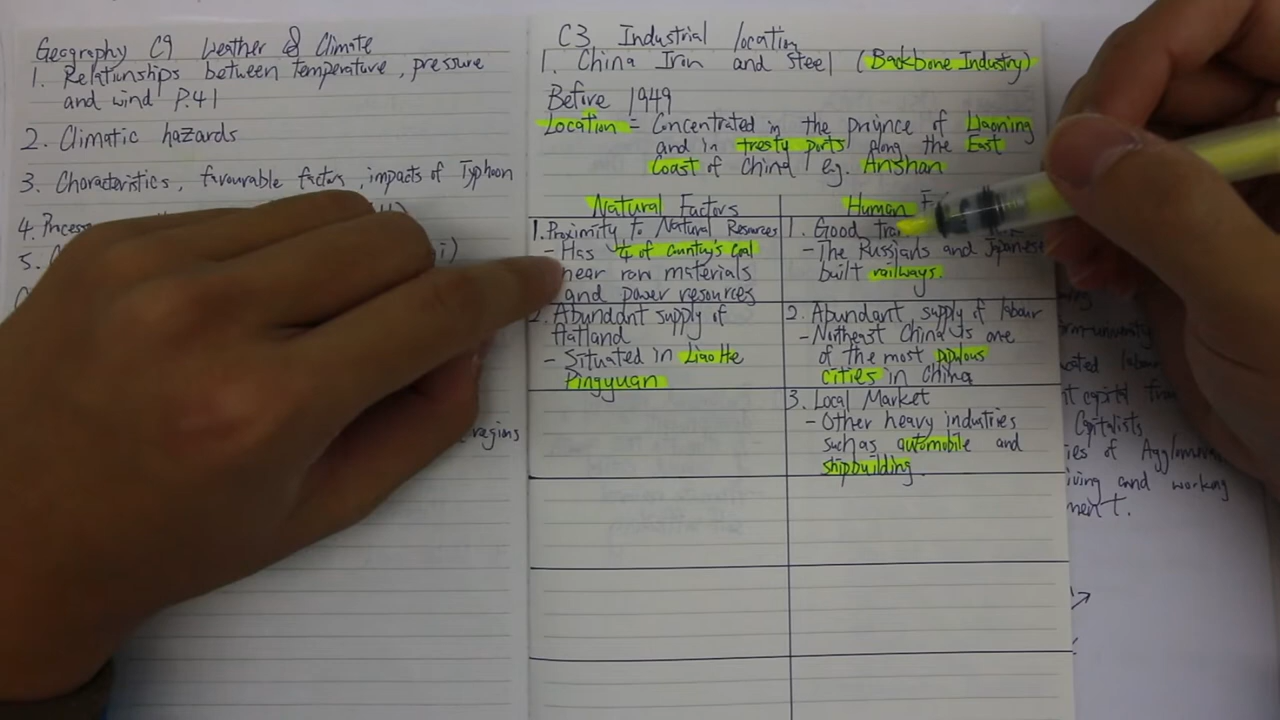 Geography C9 Weather & Climate
1. Relationships between temperature, pressure
and wind P.41
2. Climatic hazards
3. Characteristics, favourable factors, impacts of Typhoon
4.
5.
regions
C3 Industrial location
1. China Iron and Steel (Backbone Industry)
Before 1949
Location = Concentrated in the province of Liaoning
and in treaty ports along the East
Coast of China e.g. Anshan
Natural Factors
Human
1. Proximity to Natural Resources
- Has 1/4 of country's coal
near raw materials
and power resources
2. Abundant supply of
flatland
- Situated in Liao He
Pingyuan
1. Good
- The Russians and Japanese
built railways.
2. Abundant supply of labour
- Northeast China is one
of the most populous
cities in China
3. Local Market
- Other heavy industries
such as automobile and
shipbuilding
Capitalists
of Agglomera
living and working